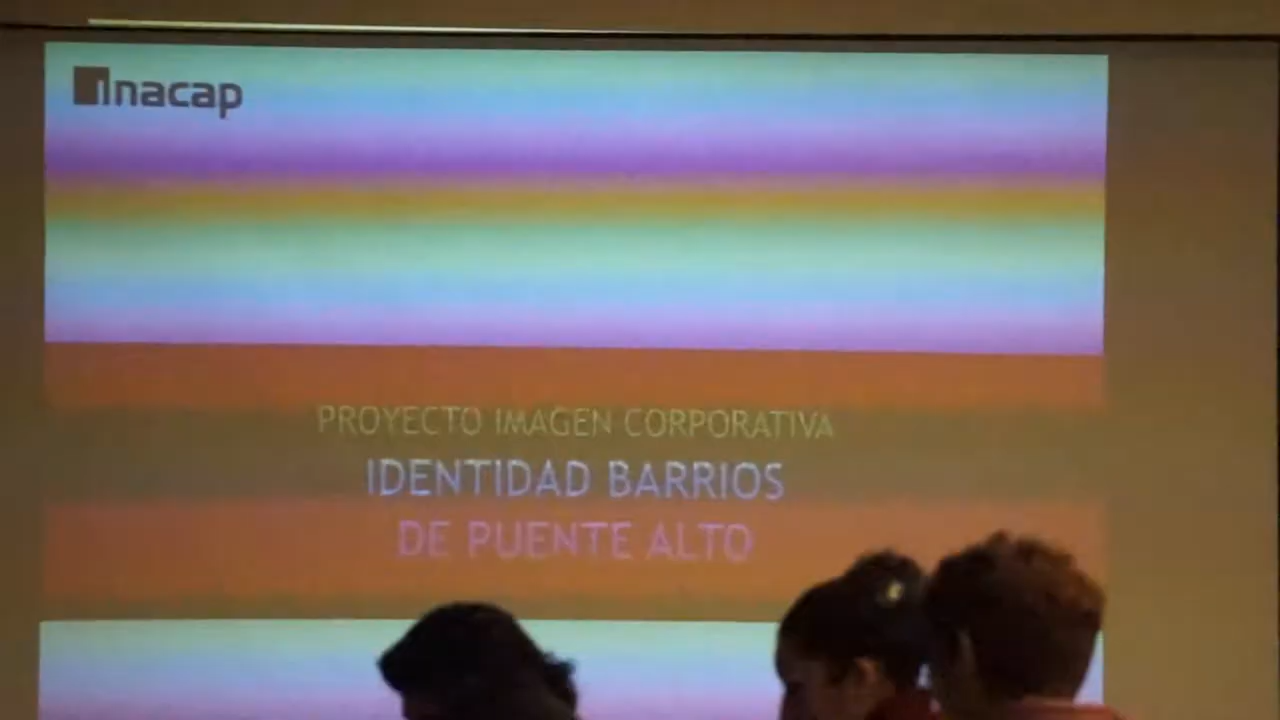 Inacap
PROYECTO IMAGEN CORPORATIVA
IDENTIDAD BARRIOS
DE PUENTE ALTO